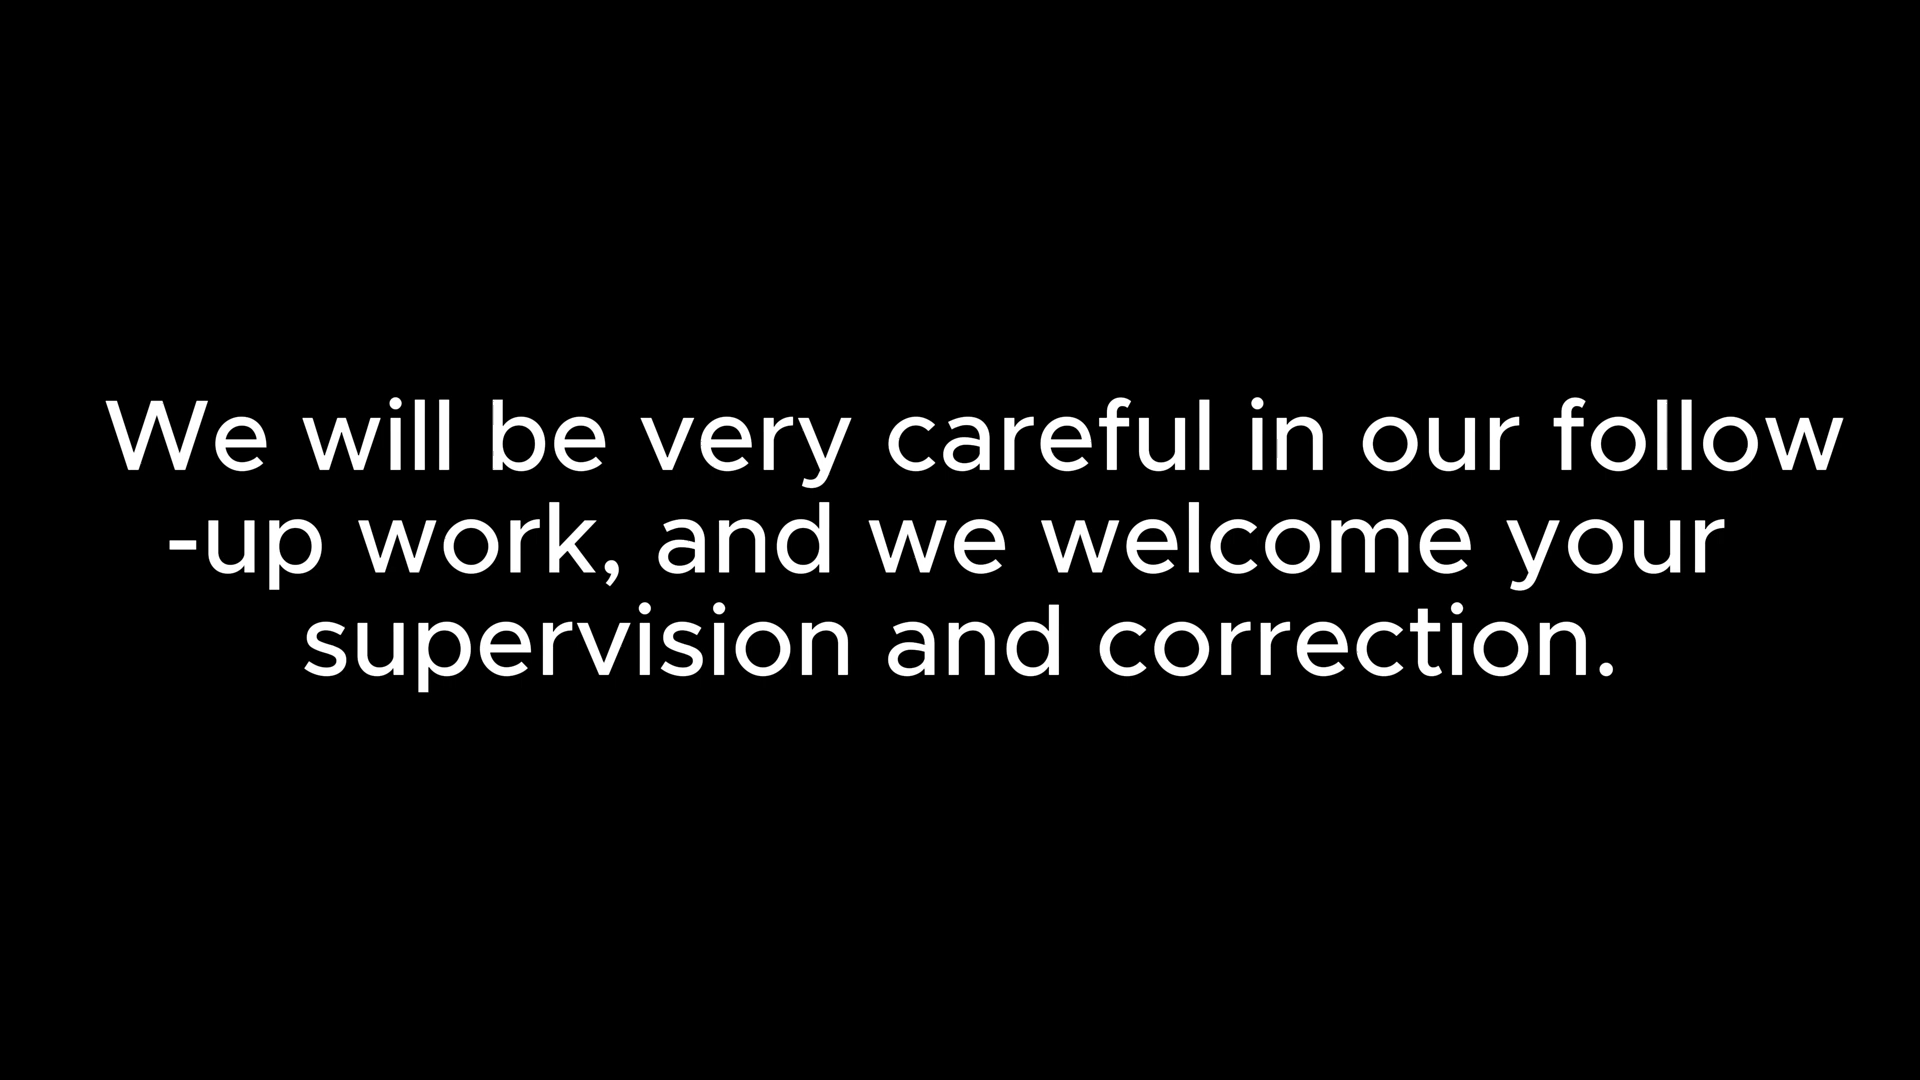 We will be very careful in our follow
-up work, and we welcome your
supervision and correction.